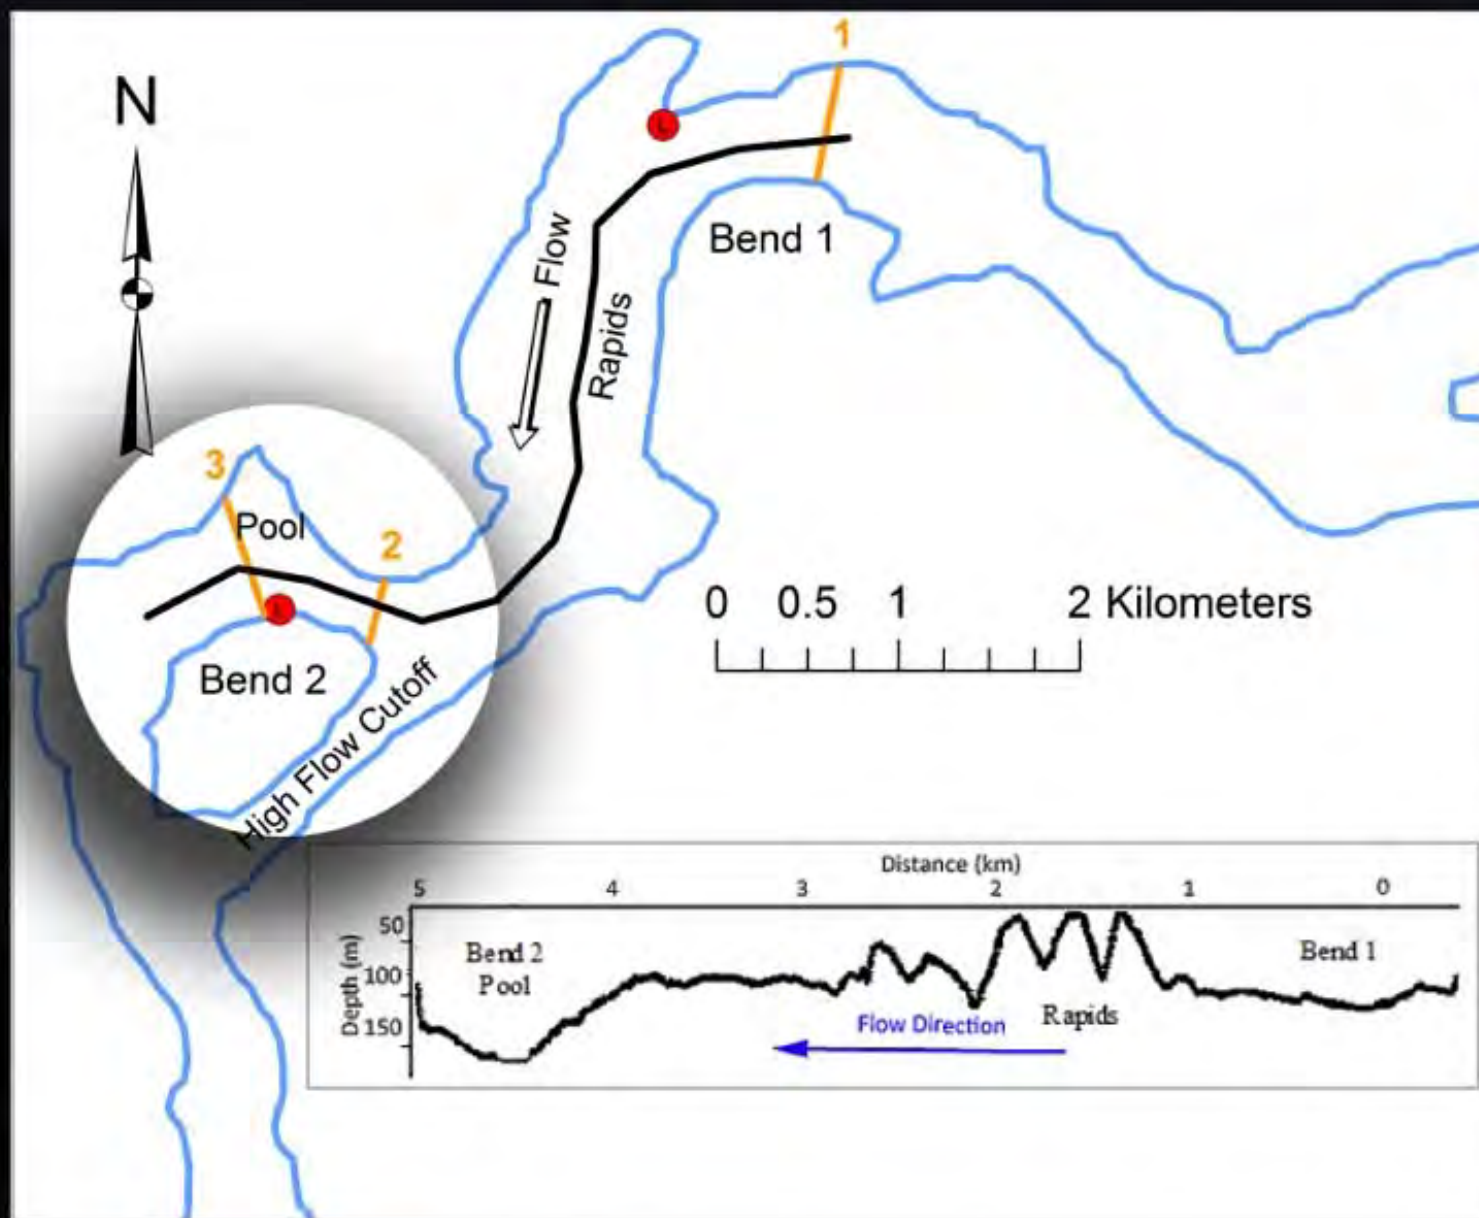 1
N
L
Flow
Bend 1
Rapids
3
Pool
2
L
Bend 2
High Flow Cutoff
0 0.5 1 2 Kilometers
Distance (km)
5 4 3 2 1 0
Depth (m)
50
100
150
Bend 2
Pool
Bend 1
Rapids
Flow Direction